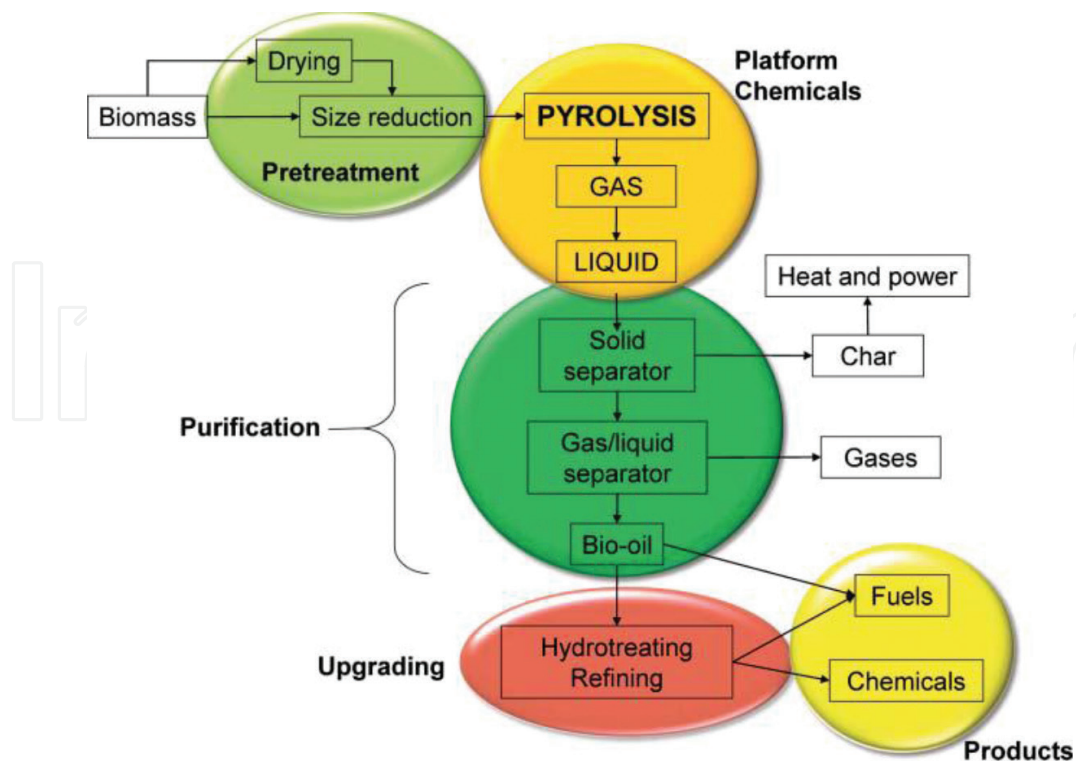 Drying
Biomass
Size reduction
Pretreatment
Platform
Chemicals
PYROLYSIS
GAS
LIQUID
Heat and power
Solid
separator
Char
Purification
Gas/liquid
separator
Gases
Bio-oil
Fuels
Upgrading
Hydrotreating
Refining
Chemicals
Products